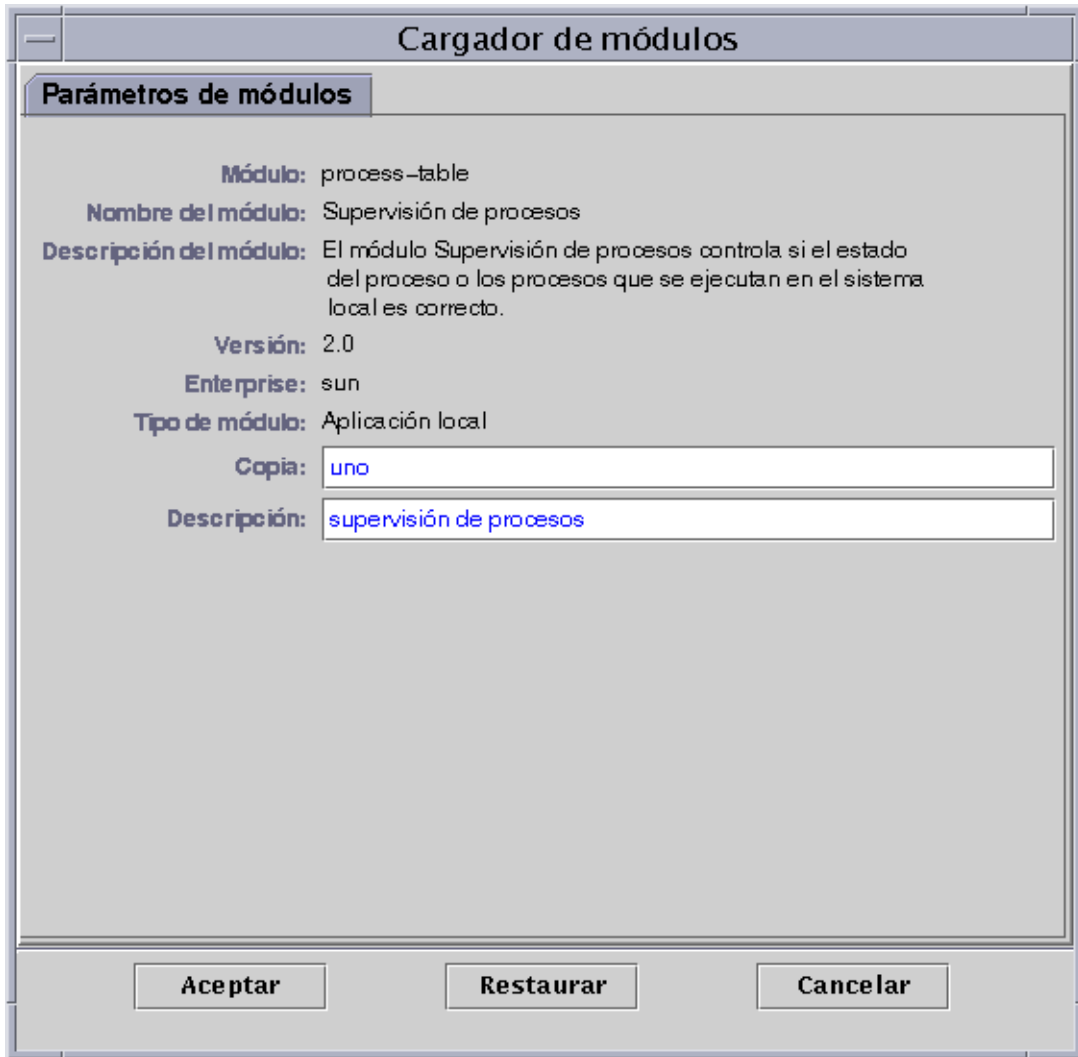 Cargador de módulos
Parámetros de módulos
Módulo: process-table
Nombre del módulo: Supervisión de procesos
Descripción del módulo: El módulo Supervisión de procesos controla si el estado
del proceso o los procesos que se ejecutan en el sistema
local es correcto.
Versión: 2.0
Enterprise: sun
Tipo de módulo: Aplicación local
Copia: uno
Descripción: supervisión de procesos
Aceptar Restaurar Cancelar